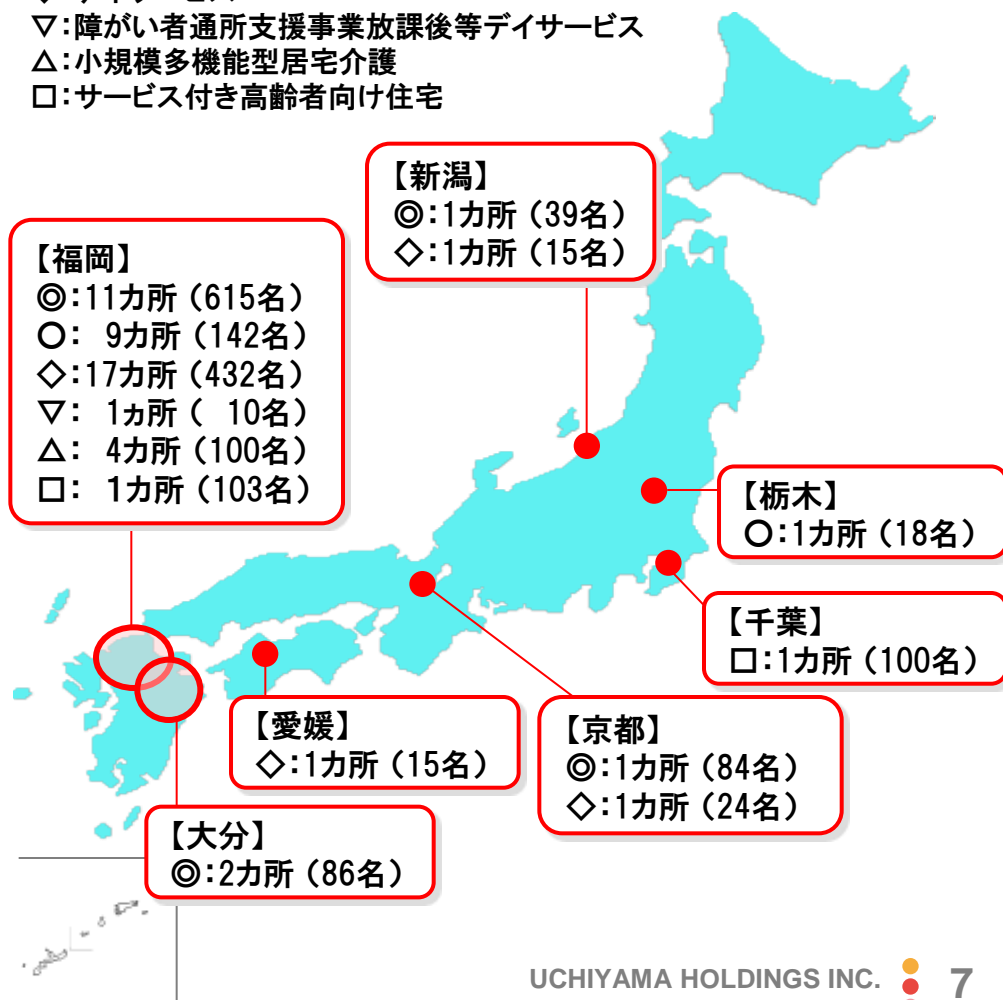 ▽:障がい者通所支援事業放課後等デイサービス
△:小規模多機能型居宅介護
□:サービス付き高齢者向け住宅
【新潟】
◎:1カ所(39名)
◇:1カ所(15名)
【福岡】
◎:11カ所(615名)
○: 9カ所(142名)
◇:17カ所(432名)
▽: 1ヵ所( 10名)
△: 4カ所(100名)
□: 1カ所(103名)
【栃木】
○:1カ所(18名)
【千葉】
□:1カ所(100名)
【愛媛】
◇:1カ所(15名)
【京都】
◎:1カ所(84名)
◇:1カ所(24名)
【大分】
◎:2カ所(86名)
UCHIYAMA HOLDINGS INC. 7